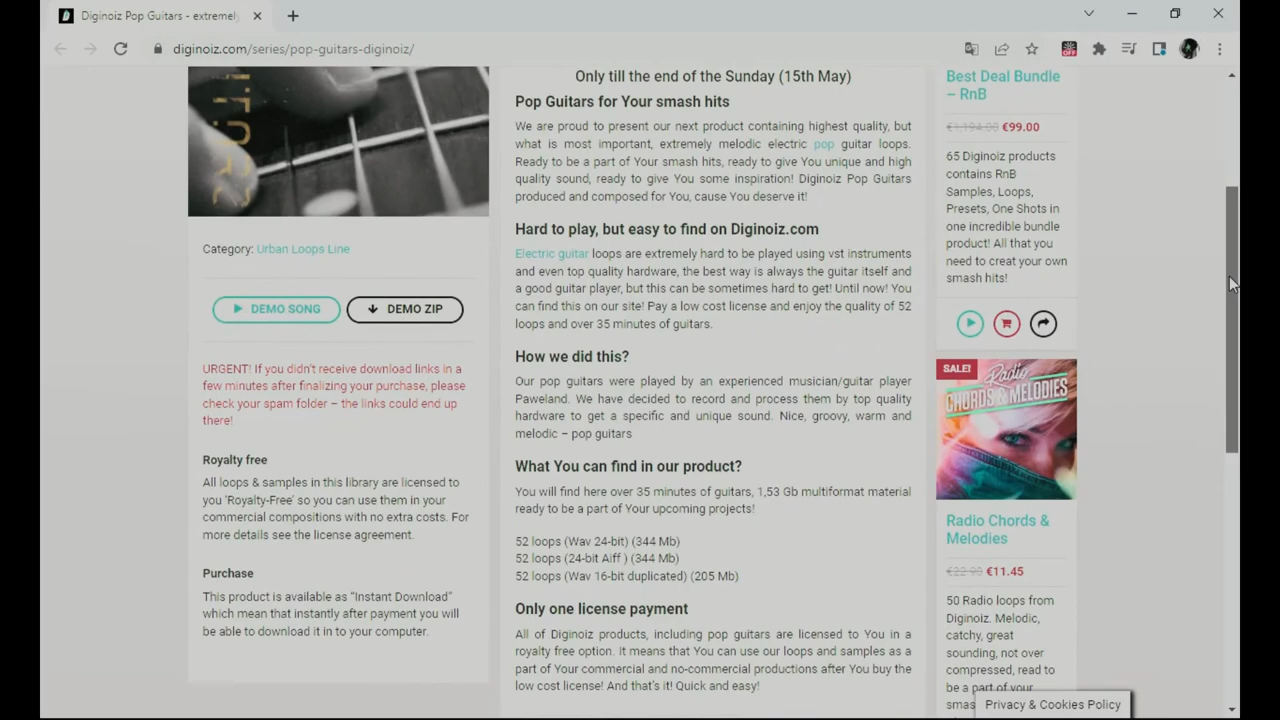 Diginoiz Pop Guitars - extremel
diginoiz.com/series/pop-guitars-diginoiz/
OFF
Category: Urban Loops Line
DEMO SONG
DEMO ZIP
URGENT! If you didn't receive download links in a
few minutes after finalizing your purchase, please
check your spam folder – the links could end up
there!
Royalty free
All loops & samples in this library are licensed to
you 'Royalty-Free' so you can use them in your
commercial compositions with no extra costs. For
more details see the license agreement.
Purchase
This product is available as "Instant Download"
which mean that instantly after payment you will
be able to download it in to your computer.
Only till the end of the Sunday (15th May)
Pop Guitars for Your smash hits
We are proud to present our next product containing highest quality, but
what is most important, extremely melodic electric pop guitar loops.
Ready to be a part of Your smash hits, ready to give You unique and high
quality sound, ready to give You some inspiration! Diginoiz Pop Guitars
produced and composed for You, cause You deserve it!
Hard to play, but easy to find on Diginoiz.com
Electric guitar loops are extremely hard to be played using vst instruments
and even top quality hardware, the best way is always the guitar itself and
a good guitar player, but this can be sometimes hard to get! Until now! You
can find this on our site! Pay a low cost license and enjoy the quality of 52
loops and over 35 minutes of guitars.
How we did this?
Our pop guitars were played by an experienced musician/guitar player
Paweland. We have decided to record and process them by top quality
hardware to get a specific and unique sound. Nice, groovy, warm and
melodic – pop guitars
What You can find in our product?
You will find here over 35 minutes of guitars, 1,53 Gb multiformat material
ready to be a part of Your upcoming projects!
52 loops (Wav 24-bit) (344 Mb)
52 loops (24-bit Aiff ) (344 Mb)
52 loops (Wav 16-bit duplicated) (205 Mb)
Only one license payment
All of Diginoiz products, including pop guitars are licensed to You in a
royalty free option. It means that You can use our loops and samples as a
part of Your commercial and no-commercial productions after You buy the
low cost license! And that's it! Quick and easy!
Best Deal Bundle
– RnB
€1,194.00 €99.00
65 Diginoiz products
contains RnB
Samples, Loops,
Presets, One Shots in
one incredible bundle
product! All that you
need to creat your own
smash hits!
SALE!
Radio
CHORDS & MELODIES
Radio Chords &
Melodies
€22.90 €11.45
50 Radio loops from
Diginoiz. Melodic,
catchy, great
sounding, not over
compressed, read to
be a part of your
smas
Privacy & Cookies Policy